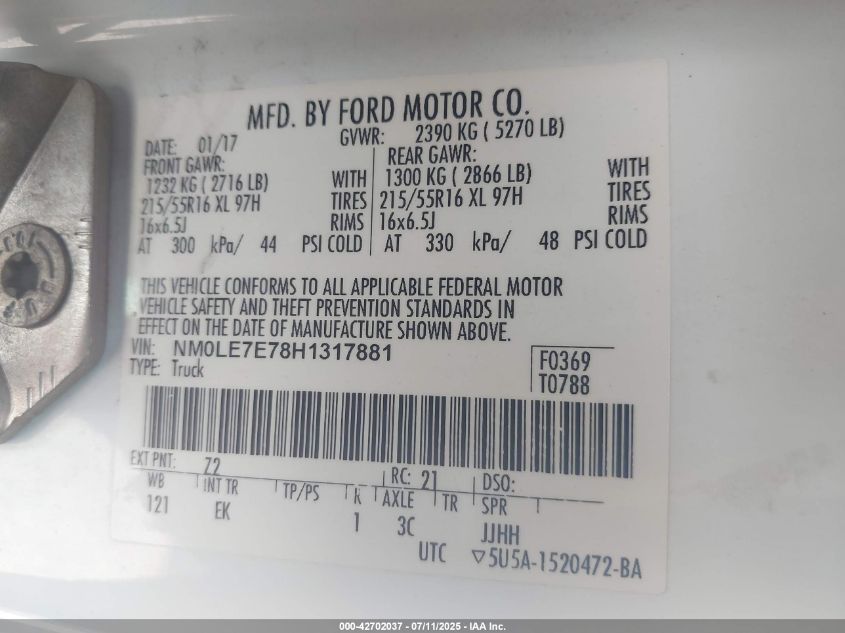 MFD. BY FORD MOTOR CO.
DATE: 01/17 GVWR: 2390 KG ( 5270 LB)
FRONT GAWR: REAR GAWR:
1232 KG ( 2716 LB) WITH 1300 KG ( 2866 LB) WITH
215/55R16 XL 97H TIRES 215/55R16 XL 97H TIRES
16x6.5J RIMS 16x6.5J RIMS
AT 300 kPa/ 44 PSI COLD AT 330 kPa/ 48 PSI COLD
THIS VEHICLE CONFORMS TO ALL APPLICABLE FEDERAL MOTOR
VEHICLE SAFETY AND THEFT PREVENTION STANDARDS IN
EFFECT ON THE DATE OF MANUFACTURE SHOWN ABOVE.
VIN: NM0LE7E78H1317881 F0369
TYPE: Truck T0788
EXT PNT: Z2 RC: 21 DSO:
WB INT TR TP/PS R AXLE TR SPR
121 EK 1 3C JJHH
UTC ▽5U5A-1520472-BA
000-42702037 - 07/11/2025 - IAA Inc.